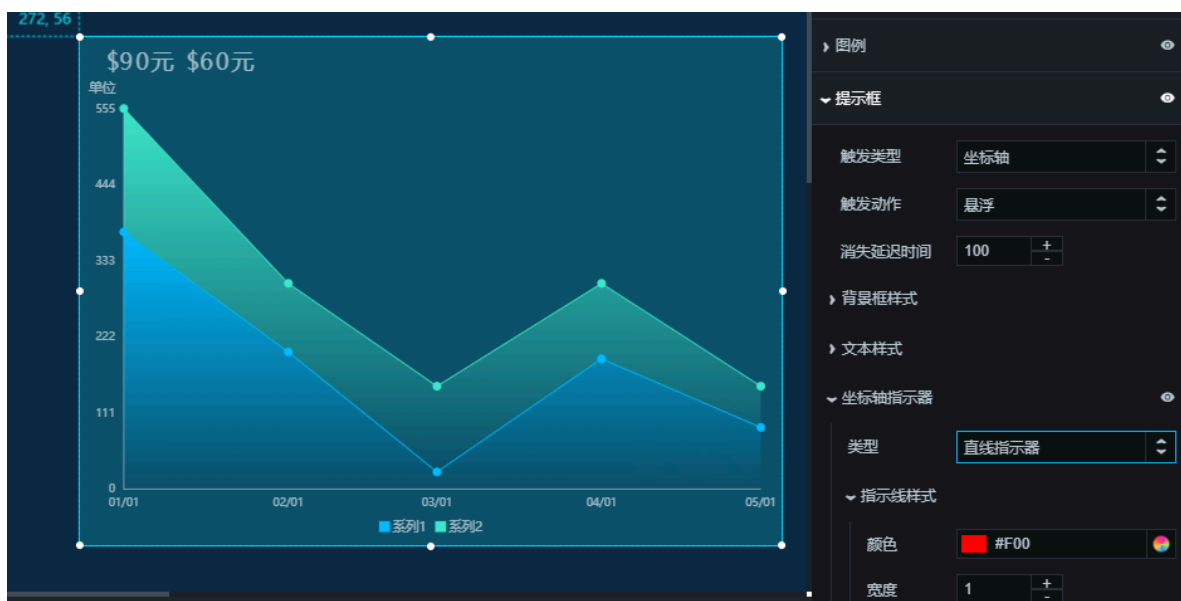 272, 56
$90元 $60元
单位
555
444
333
222
111
0
01/01 02/01 03/01 04/01 05/01
系列1 系列2
图例
提示框
触发类型 坐标轴
触发动作 悬浮
消失延迟时间 100 + -
背景框样式
文本样式
坐标轴指示器
类型 直线指示器
指示线样式
颜色 #F00
宽度 1 + -